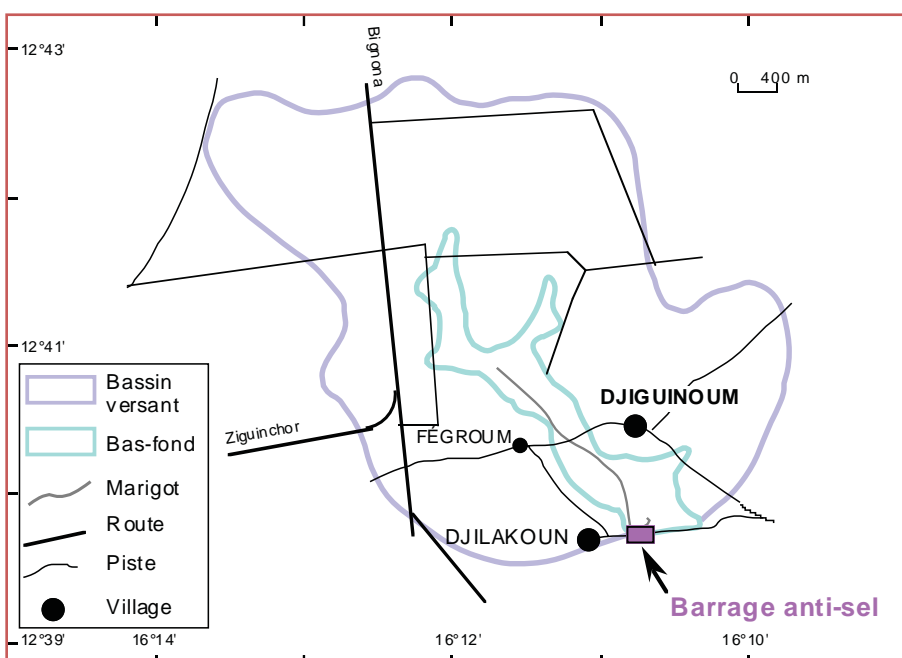 12°43'
Bignona
0 400 m
12°41'
Bassin
versant
Bas-fond
Marigot
Route
Piste
Village
Ziguinchor
FÉGROUM
DJIGUINOUM
DJILAKOUN
Barrage anti-sel
12°39'
16°14'
16°12'
16°10'